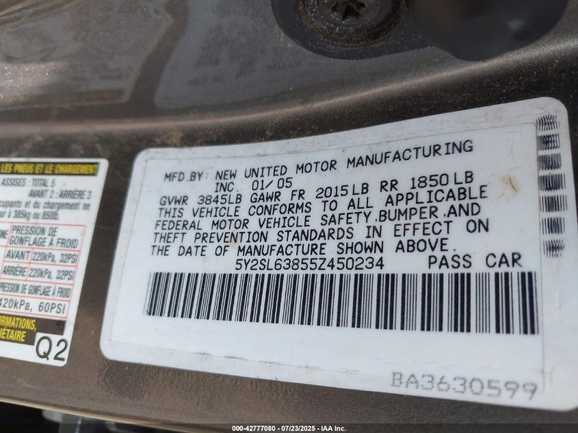 LES PNEUS ET LE CHARGEMENT
ASSISES: TOTAL 5
AVANT 2: ARRIÈRE 3
PRESSION DE
GONFLAGE À FROID
AVANT: 220kPa, 32PSI
ARRIÈRE: 220kPa, 32PSI
PRESSION DE
GONFLAGE À FROID
420kPa, 60PSI
Q2
MFD.BY: NEW UNITED MOTOR MANUFACTURING
INC. 01/05
GVWR 3845LB GAWR FR 2015LB RR 1850LB
THIS VEHICLE CONFORMS TO ALL APPLICABLE
FEDERAL MOTOR VEHICLE SAFETY,BUMPER,AND
THEFT PREVENTION STANDARDS IN EFFECT ON
THE DATE OF MANUFACTURE SHOWN ABOVE.
5Y2SL63855Z450234 PASS CAR
BA3630599
000-42777080 - 07/23/2025 - IAA Inc.